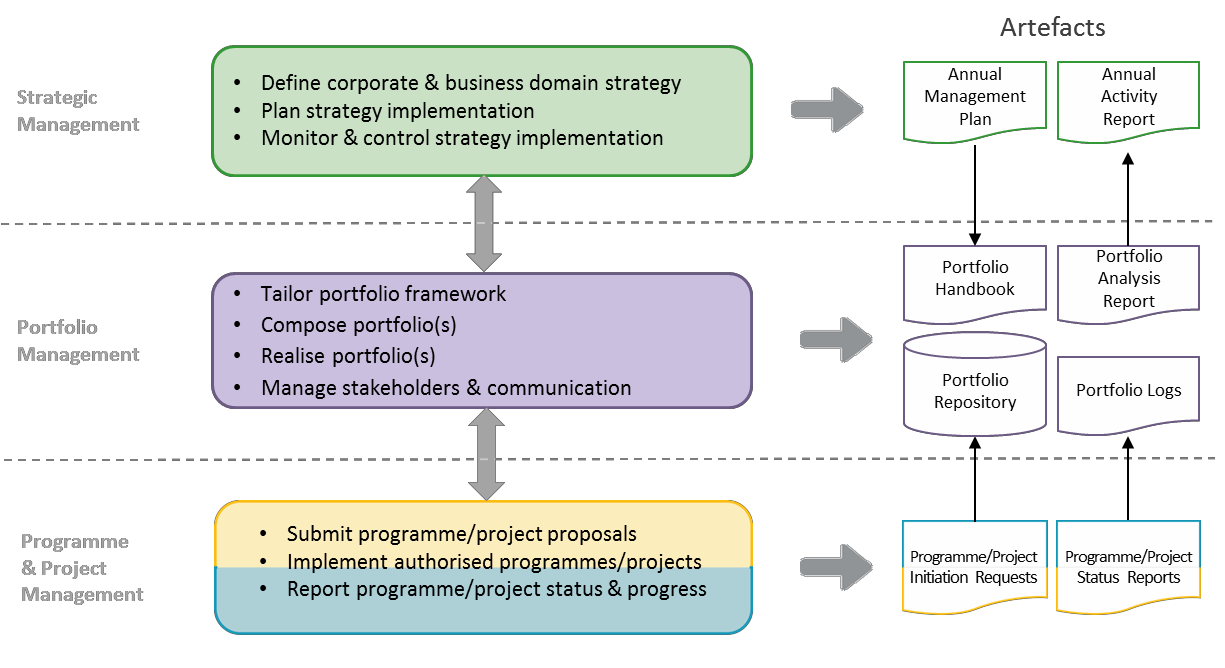 Artefacts
Strategic
Management
• Define corporate & business domain strategy
• Plan strategy implementation
• Monitor & control strategy implementation
Annual
Management
Plan
Annual
Activity
Report
Portfolio
Management
• Tailor portfolio framework
• Compose portfolio(s)
• Realise portfolio(s)
• Manage stakeholders & communication
Portfolio
Handbook
Portfolio
Analysis
Report
Portfolio
Repository
Portfolio Logs
Programme
& Project
Management
• Submit programme/project proposals
• Implement authorised programmes/projects
• Report programme/project status & progress
Programme/Project
Initiation Requests
Programme/Project
Status Reports